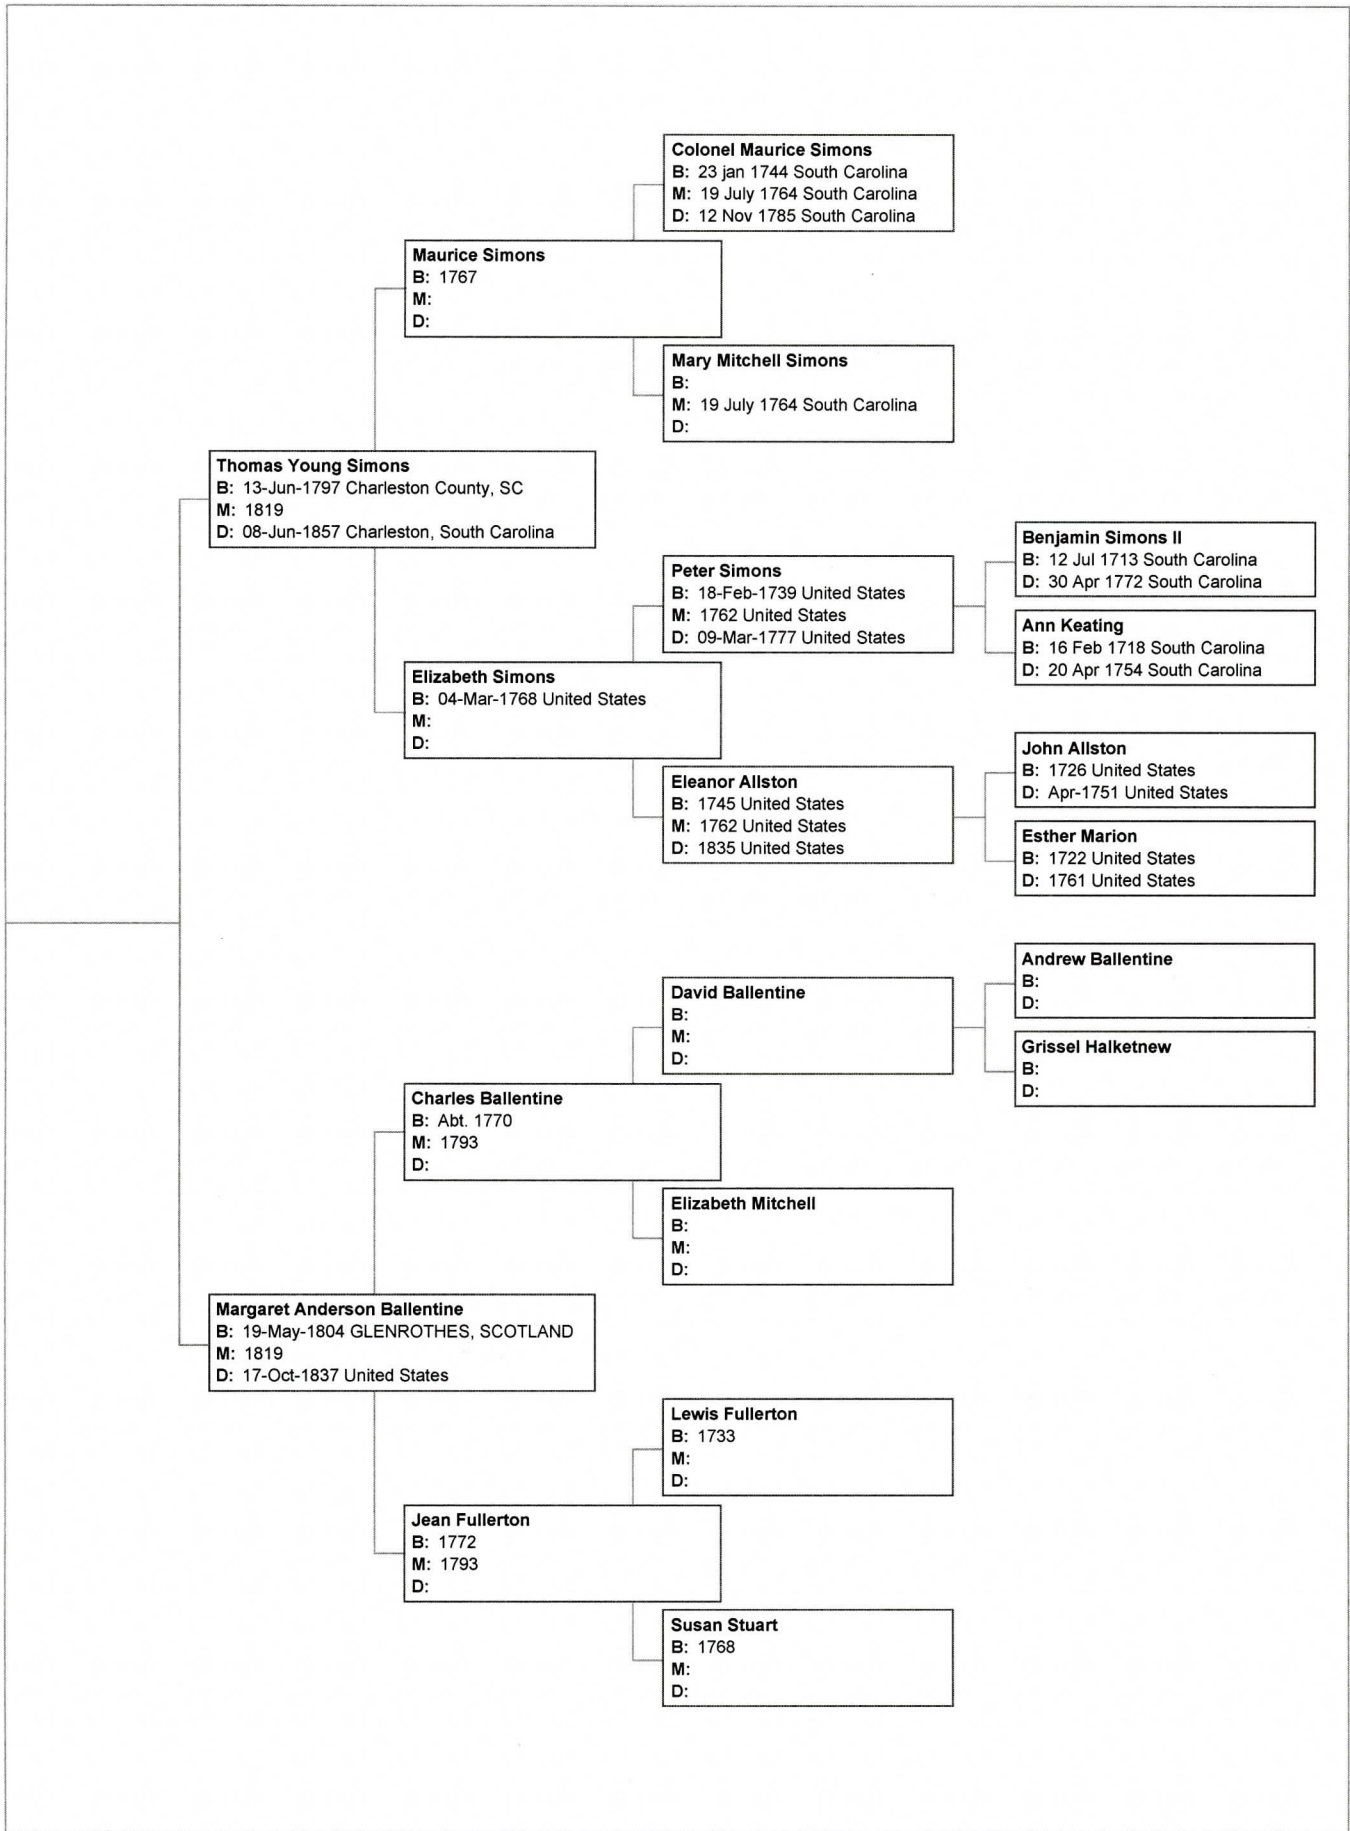 Colonel Maurice Simons
B: 23 jan 1744 South Carolina
M: 19 July 1764 South Carolina
D: 12 Nov 1785 South Carolina
Maurice Simons
B: 1767
M:
D:
Mary Mitchell Simons
B:
M: 19 July 1764 South Carolina
D:
Thomas Young Simons
B: 13-Jun-1797 Charleston County, SC
M: 1819
D: 08-Jun-1857 Charleston, South Carolina
Benjamin Simons II
B: 12 Jul 1713 South Carolina
D: 30 Apr 1772 South Carolina
Peter Simons
B: 18-Feb-1739 United States
M: 1762 United States
D: 09-Mar-1777 United States
Ann Keating
B: 16 Feb 1718 South Carolina
D: 20 Apr 1754 South Carolina
Elizabeth Simons
B: 04-Mar-1768 United States
M:
D:
John Allston
B: 1726 United States
D: Apr-1751 United States
Eleanor Allston
B: 1745 United States
M: 1762 United States
D: 1835 United States
Esther Marion
B: 1722 United States
D: 1761 United States
Andrew Ballentine
B:
D:
David Ballentine
B:
M:
D:
Grissel Halketnew
B:
D:
Charles Ballentine
B: Abt. 1770
M: 1793
D:
Elizabeth Mitchell
B:
M:
D:
Margaret Anderson Ballentine
B: 19-May-1804 GLENROTHES, SCOTLAND
M: 1819
D: 17-Oct-1837 United States
Lewis Fullerton
B: 1733
M:
D:
Jean Fullerton
B: 1772
M: 1793
D:
Susan Stuart
B: 1768
M:
D: